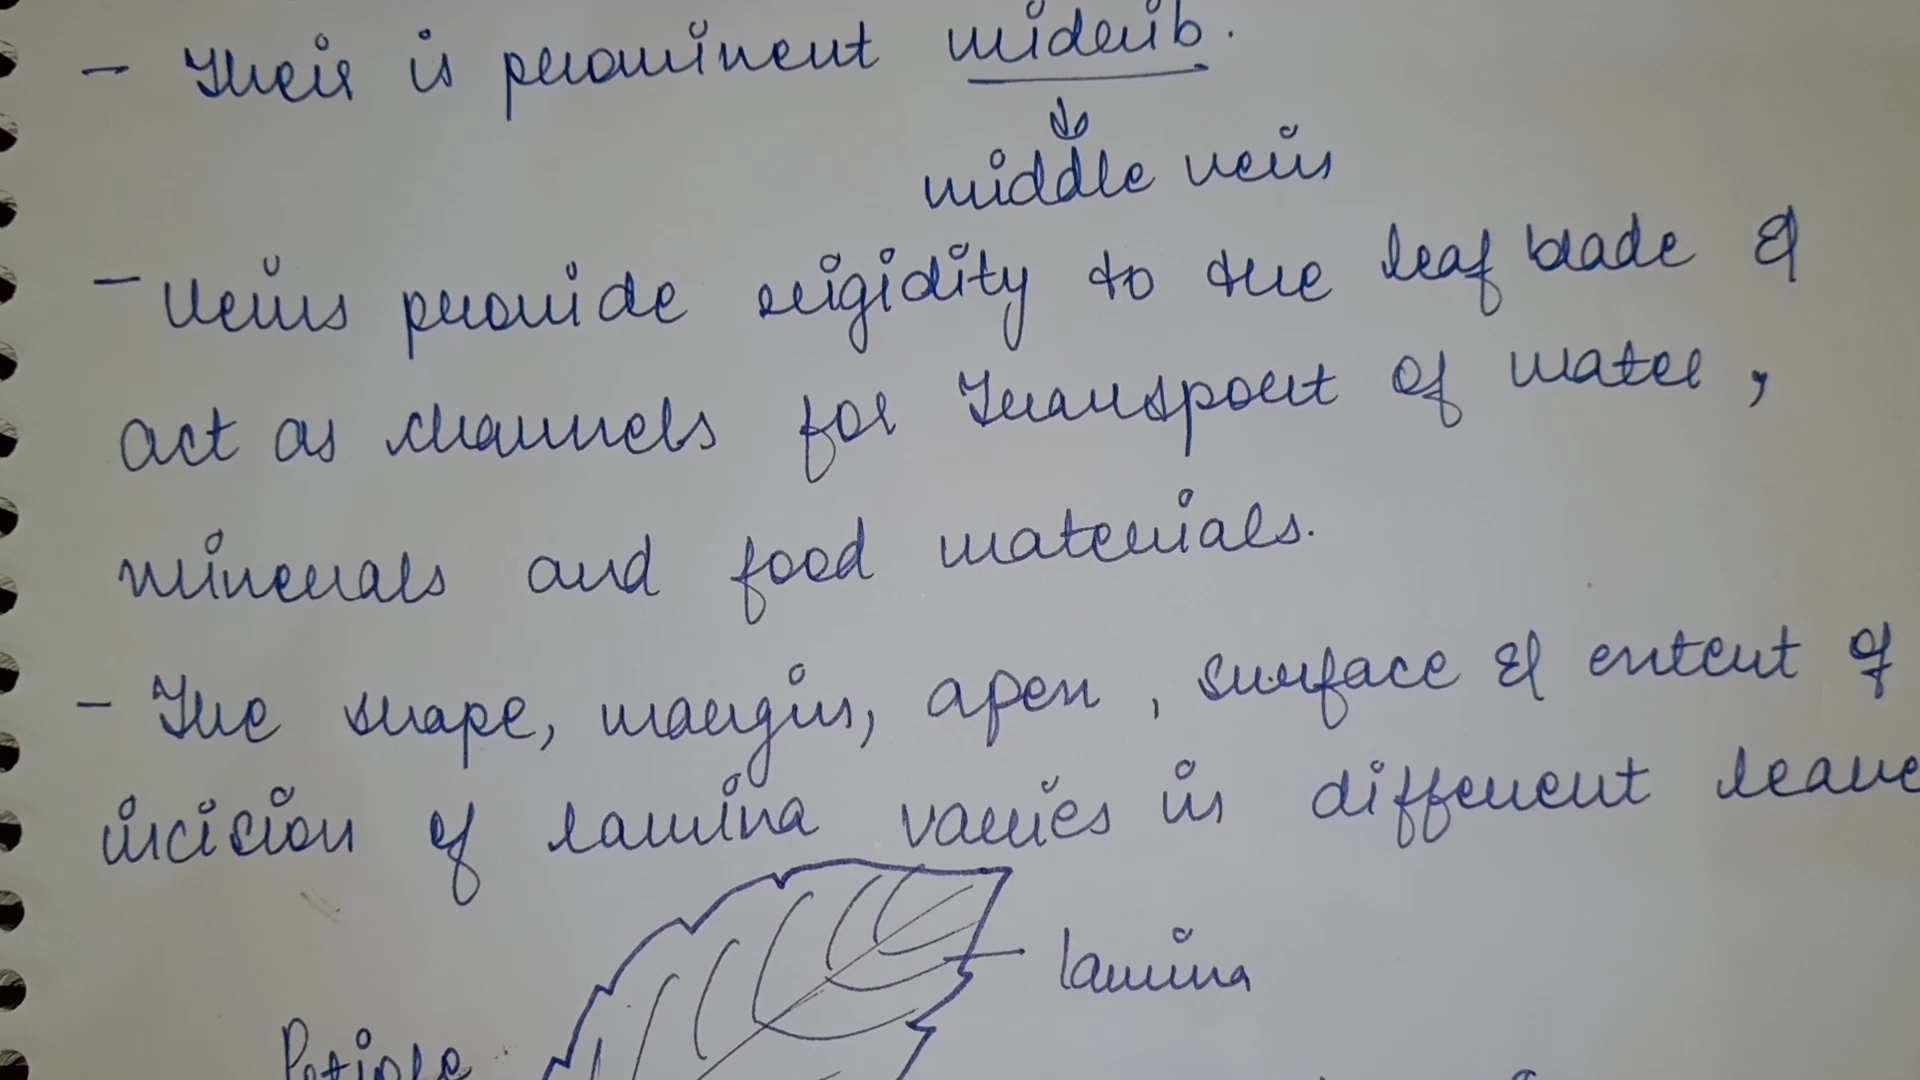 - Their is prominent midrib.
middle vein
- Veins provide rigidity to the leaf blade &
act as channels for Transport of water,
minerals and food materials.
- The shape, margin, apex, surface & extent of
incision of lamina varies in different leave
lamina
Petiole